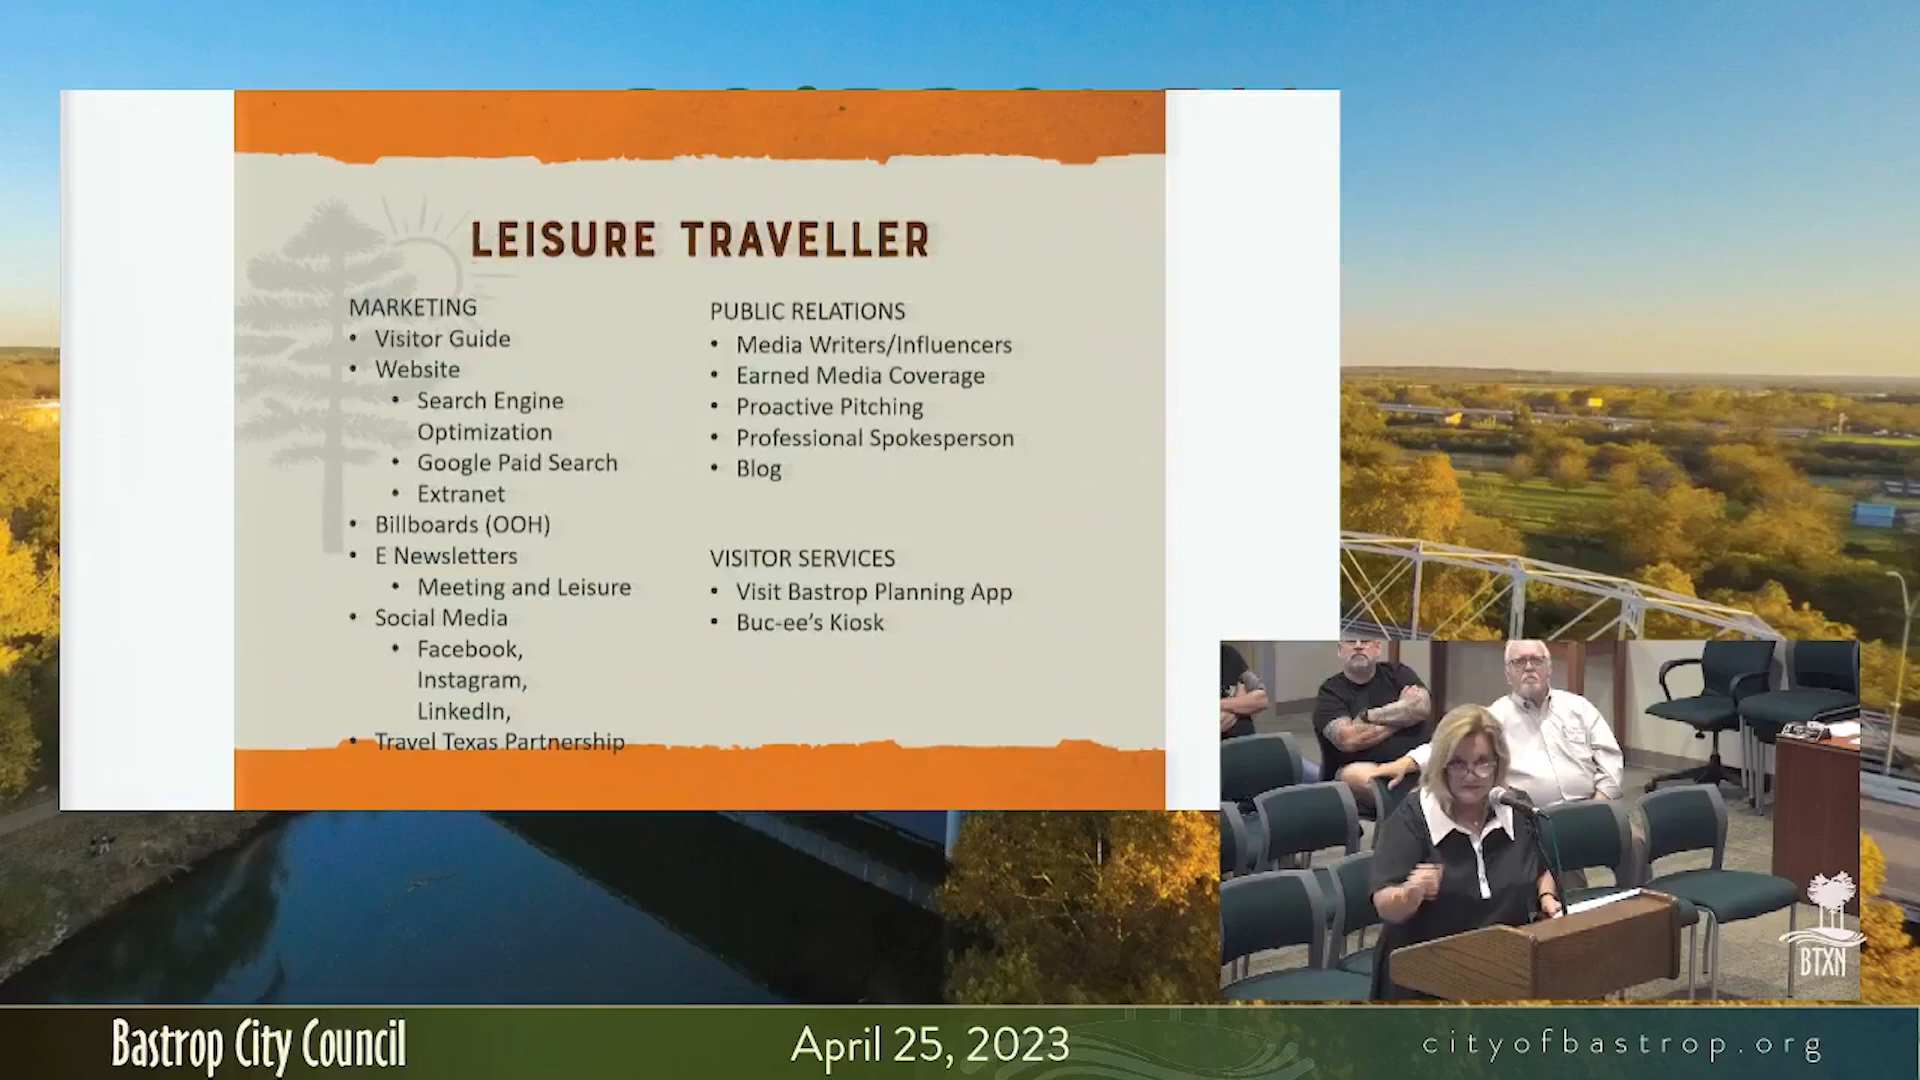 LEISURE TRAVELLER
MARKETING
• Visitor Guide
• Website
• Search Engine
Optimization
• Google Paid Search
• Extranet
• Billboards (OOH)
• E Newsletters
• Meeting and Leisure
• Social Media
• Facebook,
Instagram,
LinkedIn,
• Travel Texas Partnership
PUBLIC RELATIONS
• Media Writers/Influencers
• Earned Media Coverage
• Proactive Pitching
• Professional Spokesperson
• Blog
VISITOR SERVICES
• Visit Bastrop Planning App
• Buc-ee’s Kiosk
BTXN
Bastrop City Council
April 25, 2023
cityofbastrop.org